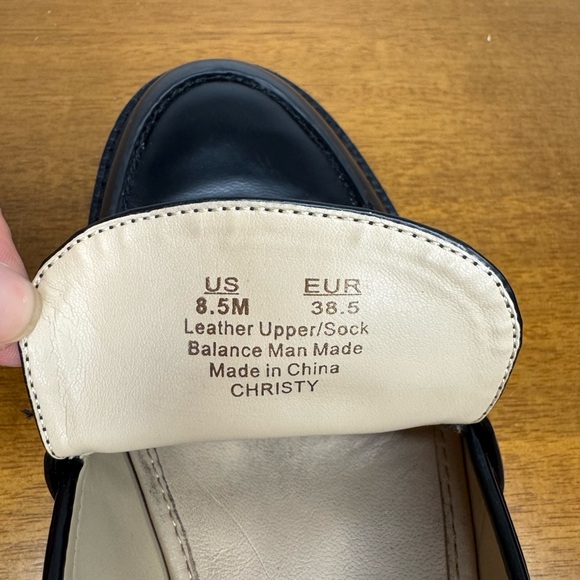 US EUR
8.5M 38.5
Leather Upper/Sock
Balance Man Made
Made in China
CHRISTY